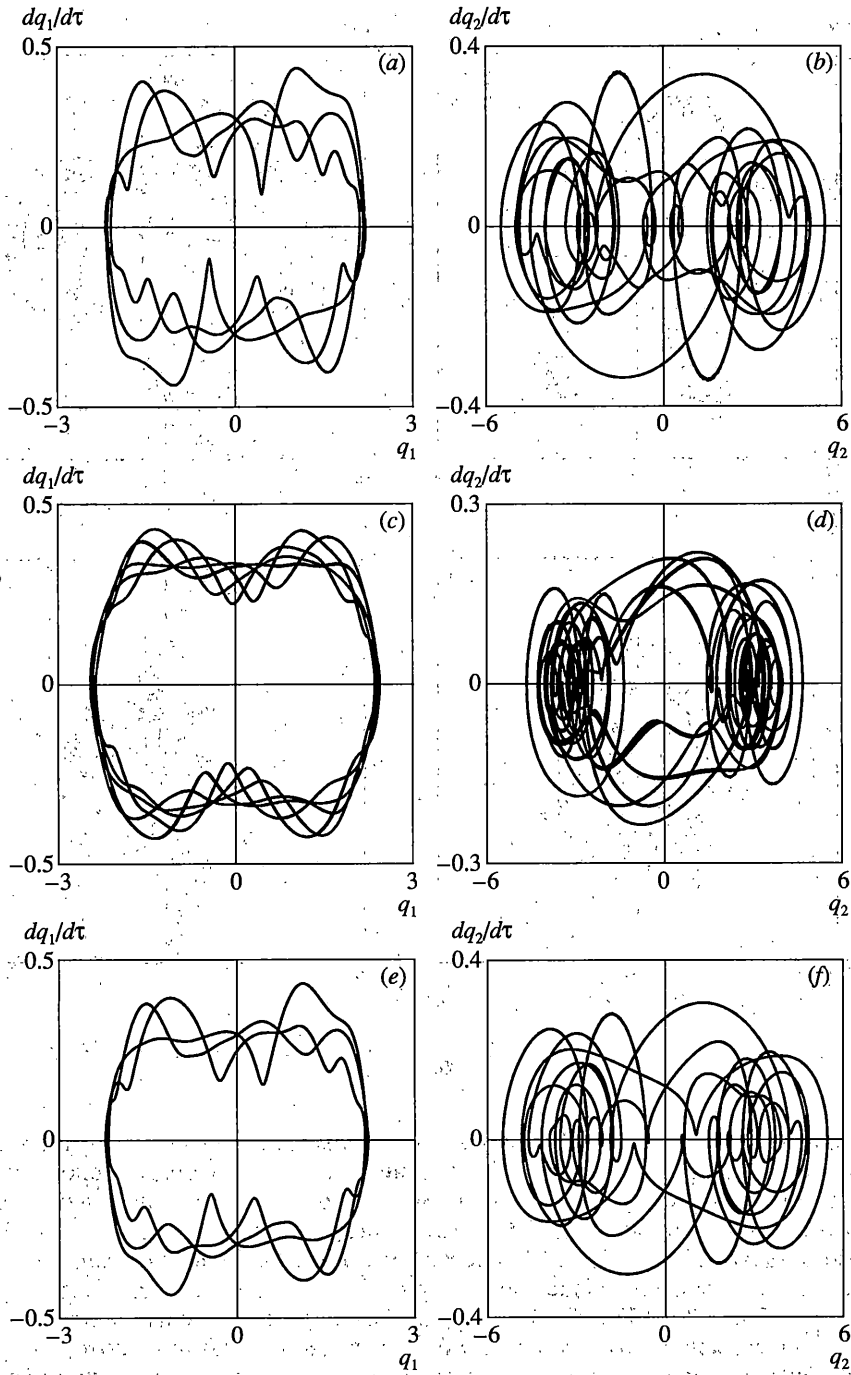 dq₁/dτ dq₂/dτ
0.5 (a) 0.4 (b)
0 0
−0.5 −0.4
−3 0 3 −6 0 6
q₁ q₂
dq₁/dτ dq₂/dτ
0.5 (c) 0.3 (d)
0 0
−0.5 −0.3
−3 0 3 −6 0 6
q₁ q₂
dq₁/dτ dq₂/dτ
0.5 (e) 0.4 (f)
0 0
−0.5 −0.4
−3 0 3 −6 0 6
q₁ q₂